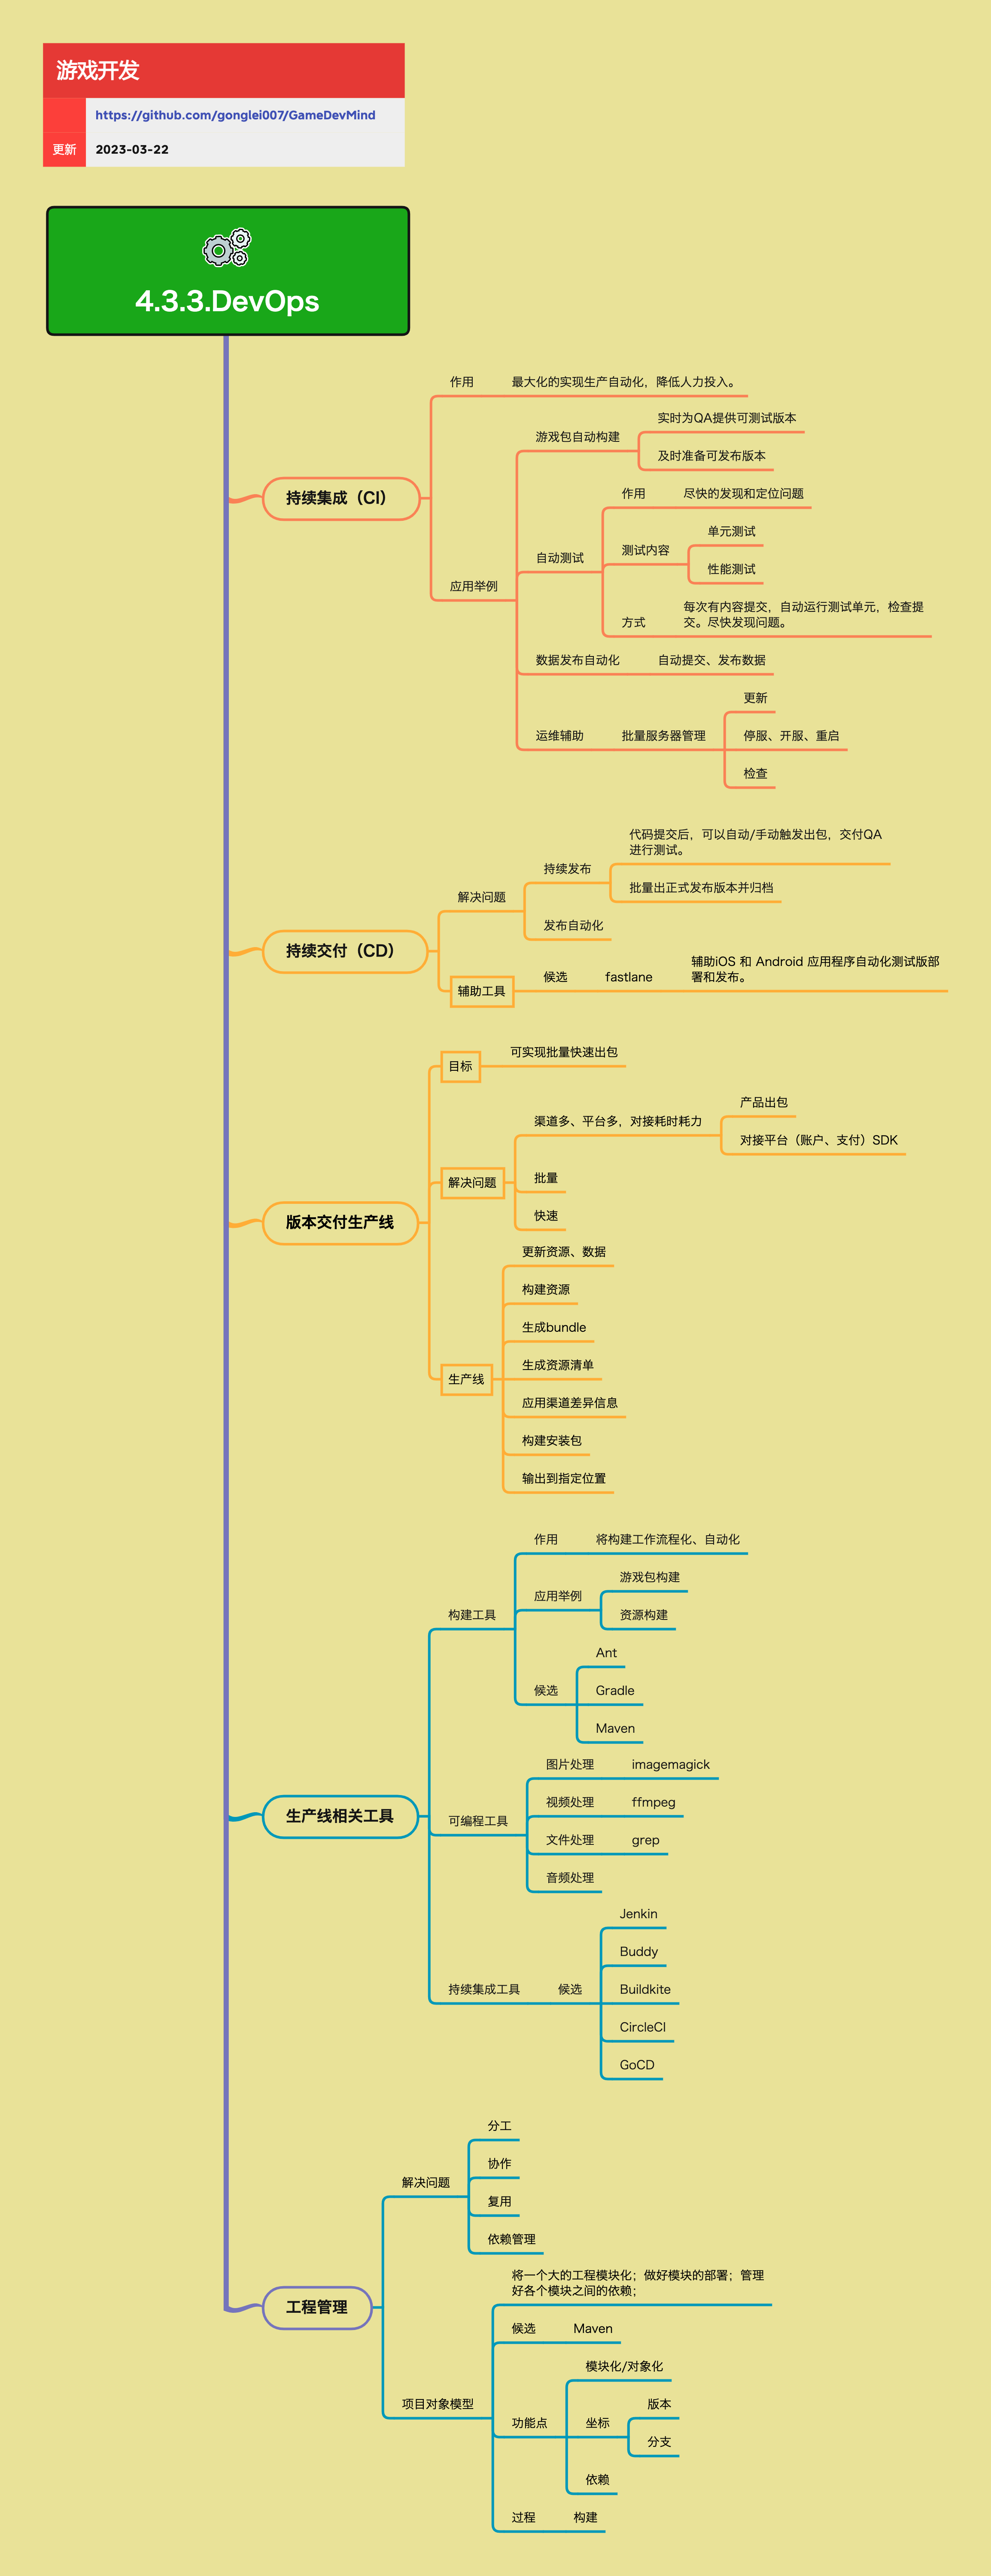 游戏开发
https://github.com/gonglei007/GameDevMind
更新
2023-03-22
4.3.3.DevOps
持续集成（CI）
作用
最大化的实现生产自动化，降低人力投入。
应用举例
游戏包自动构建
实时为QA提供可测试版本
及时准备可发布版本
自动测试
作用
尽快的发现和定位问题
测试内容
单元测试
性能测试
方式
每次有内容提交，自动运行测试单元，检查提
交。尽快发现问题。
数据发布自动化
自动提交、发布数据
运维辅助
批量服务器管理
更新
停服、开服、重启
检查
持续交付（CD）
解决问题
持续发布
代码提交后，可以自动/手动触发出包，交付QA
进行测试。
批量出正式发布版本并归档
发布自动化
辅助工具
候选
fastlane
辅助iOS 和 Android 应用程序自动化测试版部
署和发布。
版本交付生产线
目标
可实现批量快速出包
解决问题
渠道多、平台多，对接耗时耗力
产品出包
对接平台（账户、支付）SDK
批量
快速
生产线
更新资源、数据
构建资源
生成bundle
生成资源清单
应用渠道差异信息
构建安装包
输出到指定位置
生产线相关工具
构建工具
作用
将构建工作流程化、自动化
应用举例
游戏包构建
资源构建
候选
Ant
Gradle
Maven
可编程工具
图片处理
imagemagick
视频处理
ffmpeg
文件处理
grep
音频处理
持续集成工具
候选
Jenkin
Buddy
Buildkite
CircleCI
GoCD
工程管理
解决问题
分工
协作
复用
依赖管理
项目对象模型
将一个大的工程模块化；做好模块的部署；管理
好各个模块之间的依赖；
候选
Maven
功能点
模块化/对象化
坐标
版本
分支
依赖
过程
构建